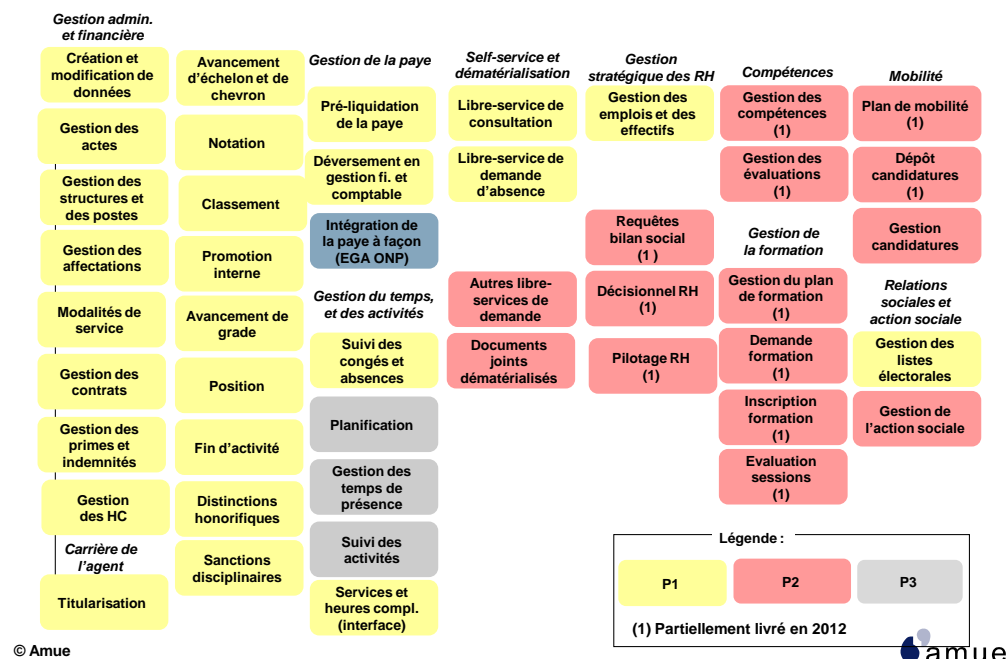 Gestion admin.
et financière
Création et
modification de
données
Gestion des
actes
Gestion des
structures et
des postes
Gestion des
affectations
Modalités de
service
Gestion des
contrats
Gestion des
primes et
indemnités
Gestion
des HC
Carrière de
l'agent
Titularisation
Avancement
d'échelon et de
chevron
Notation
Classement
Promotion
interne
Avancement de
grade
Position
Fin d'activité
Distinctions
honorifiques
Sanctions
disciplinaires
Gestion de la paye
Pré-liquidation
de la paye
Déversement en
gestion fi. et
comptable
Intégration de
la paye à façon
(EGA ONP)
Gestion du temps,
et des activités
Suivi des
congés et
absences
Planification
Gestion des
temps de
présence
Suivi des
activités
Services et
heures compl.
(interface)
Self-service et
dématérialisation
Libre-service de
consultation
Libre-service de
demande
d'absence
Autres libre-
services de
demande
Documents
joints
dématérialisés
Gestion
stratégique des RH
Gestion des
emplois et des
effectifs
Requêtes
bilan social
(1 )
Décisionnel RH
(1)
Pilotage RH
(1)
Compétences
Gestion des
compétences
(1)
Gestion des
évaluations
(1)
Gestion de
la formation
Gestion du plan
de formation
(1)
Demande
formation
(1)
Inscription
formation
(1)
Evaluation
sessions
(1)
Mobilité
Plan de mobilité
(1)
Dépôt
candidatures
(1)
Gestion
candidatures
Relations
sociales et
action sociale
Gestion des
listes
électorales
Gestion de
l'action sociale
Légende :
P1
P2
P3
(1) Partiellement livré en 2012
© Amue
amue